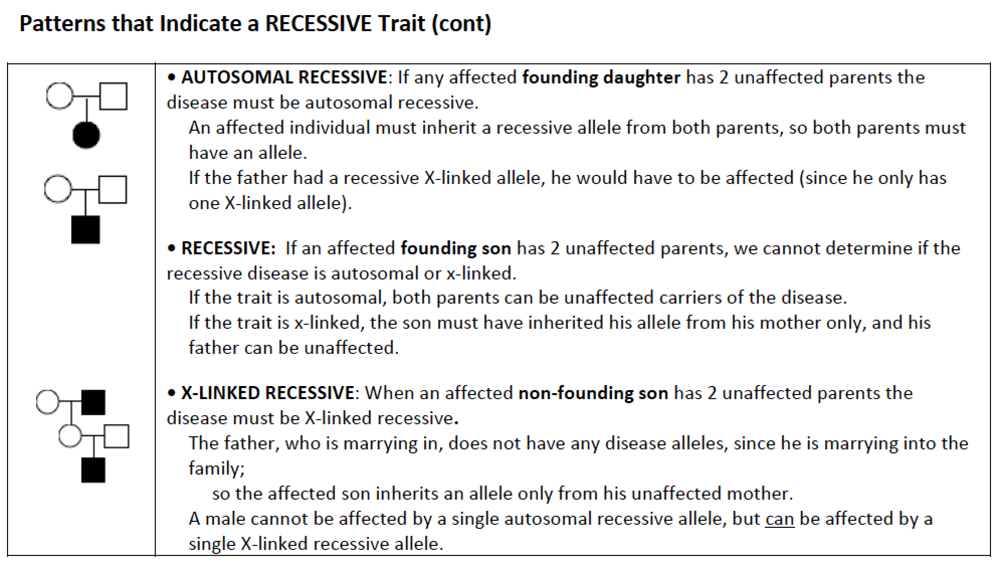 Patterns that Indicate a RECESSIVE Trait (cont)
• AUTOSOMAL RECESSIVE: If any affected founding daughter has 2 unaffected parents the
disease must be autosomal recessive.
An affected individual must inherit a recessive allele from both parents, so both parents must
have an allele.
If the father had a recessive X-linked allele, he would have to be affected (since he only has
one X-linked allele).
• RECESSIVE: If an affected founding son has 2 unaffected parents, we cannot determine if the
recessive disease is autosomal or x-linked.
If the trait is autosomal, both parents can be unaffected carriers of the disease.
If the trait is x-linked, the son must have inherited his allele from his mother only, and his
father can be unaffected.
• X-LINKED RECESSIVE: When an affected non-founding son has 2 unaffected parents the
disease must be X-linked recessive.
The father, who is marrying in, does not have any disease alleles, since he is marrying into the
family;
so the affected son inherits an allele only from his unaffected mother.
A male cannot be affected by a single autosomal recessive allele, but can be affected by a
single X-linked recessive allele.